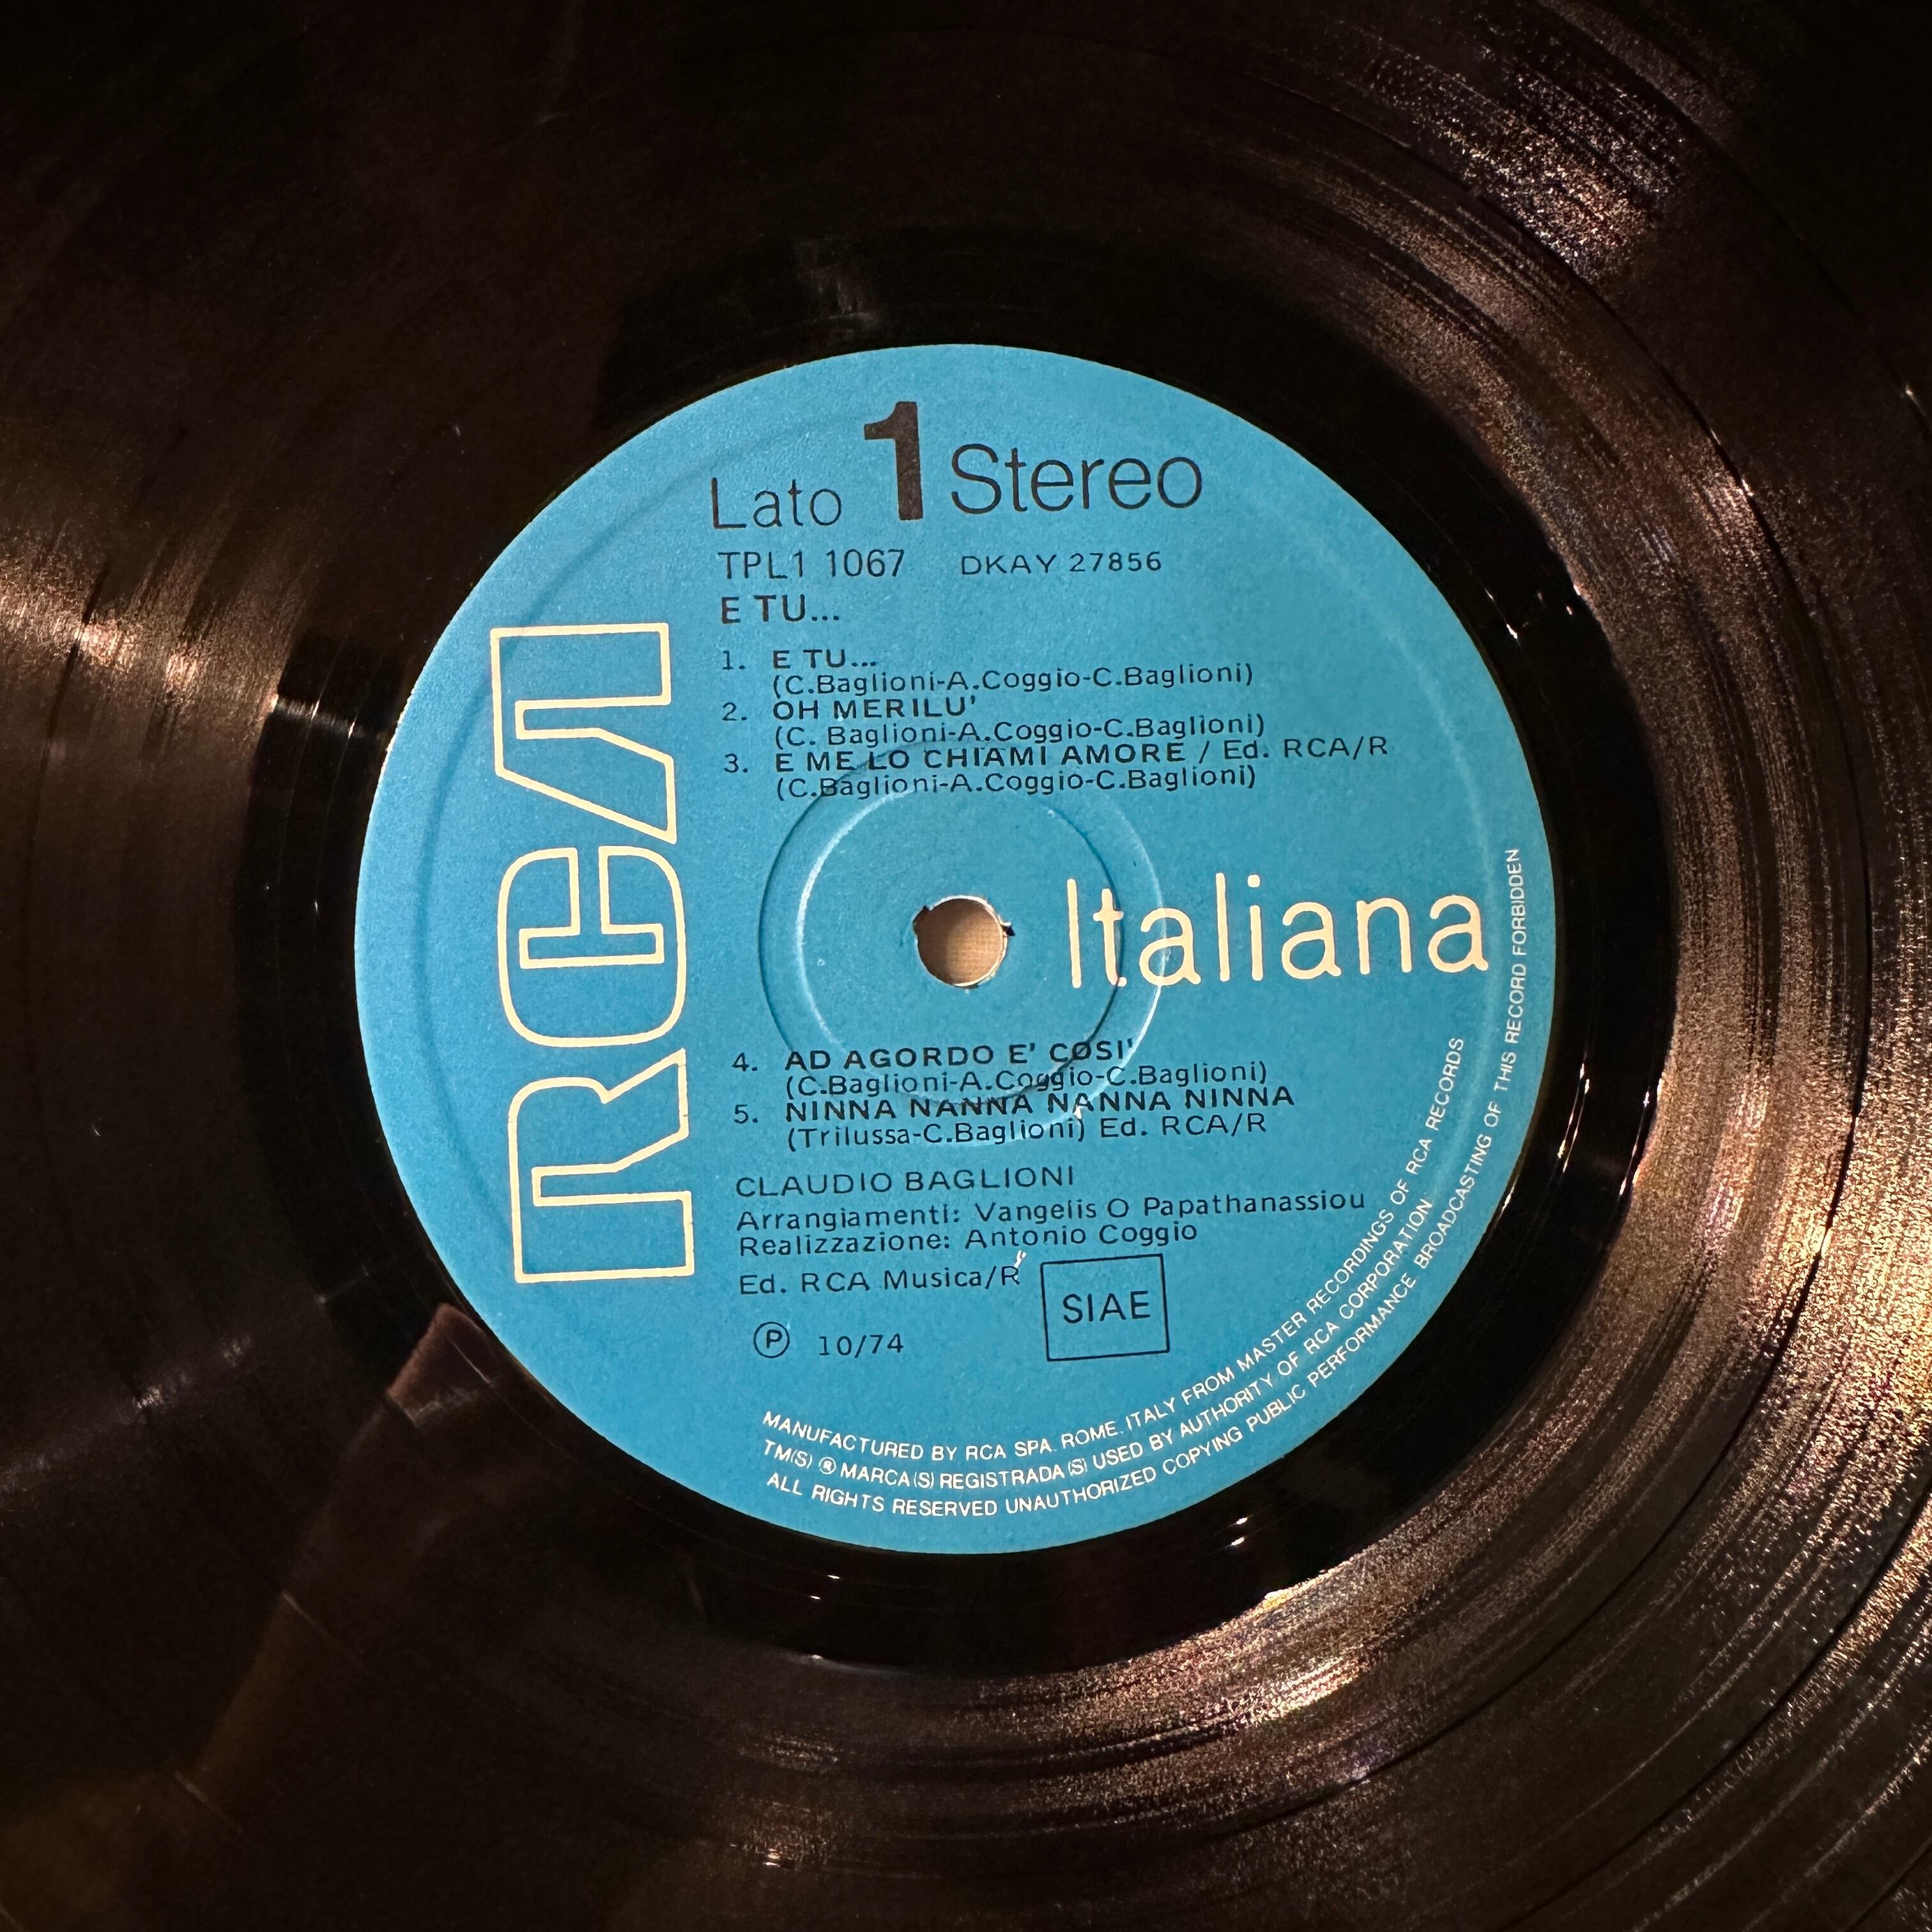 Lato 1 Stereo
TPL1 1067 DKAY 27856
E TU...
1. E TU...
(C.Baglioni-A.Coggio-C.Baglioni)
2. OH MERILU'
(C. Baglioni-A.Coggio-C.Baglioni)
3. E ME LO CHIAMI AMORE / Ed. RCA/R
(C.Baglioni-A.Coggio-C.Baglioni)
RCA
Italiana
4. AD AGORDO E' COSI'
(C.Baglioni-A.Coggio-C.Baglioni)
5. NINNA NANNA NANNA NINNA
(Trilussa-C.Baglioni) Ed. RCA/R
CLAUDIO BAGLIONI
Arrangiamenti: Vangelis O Papathanassiou
Realizzazione: Antonio Coggio
Ed. RCA Musica/R
SIAE
Ⓟ 10/74
MANUFACTURED BY RCA SPA. ROME. ITALY FROM MASTER RECORDINGS OF RCA RECORDS
TM(S) ® MARCA(S) REGISTRADA(S) USED BY AUTHORITY OF RCA CORPORATION
ALL RIGHTS RESERVED UNAUTHORIZED COPYING PUBLIC PERFORMANCE BROADCASTING OF THIS RECORD FORBIDDEN